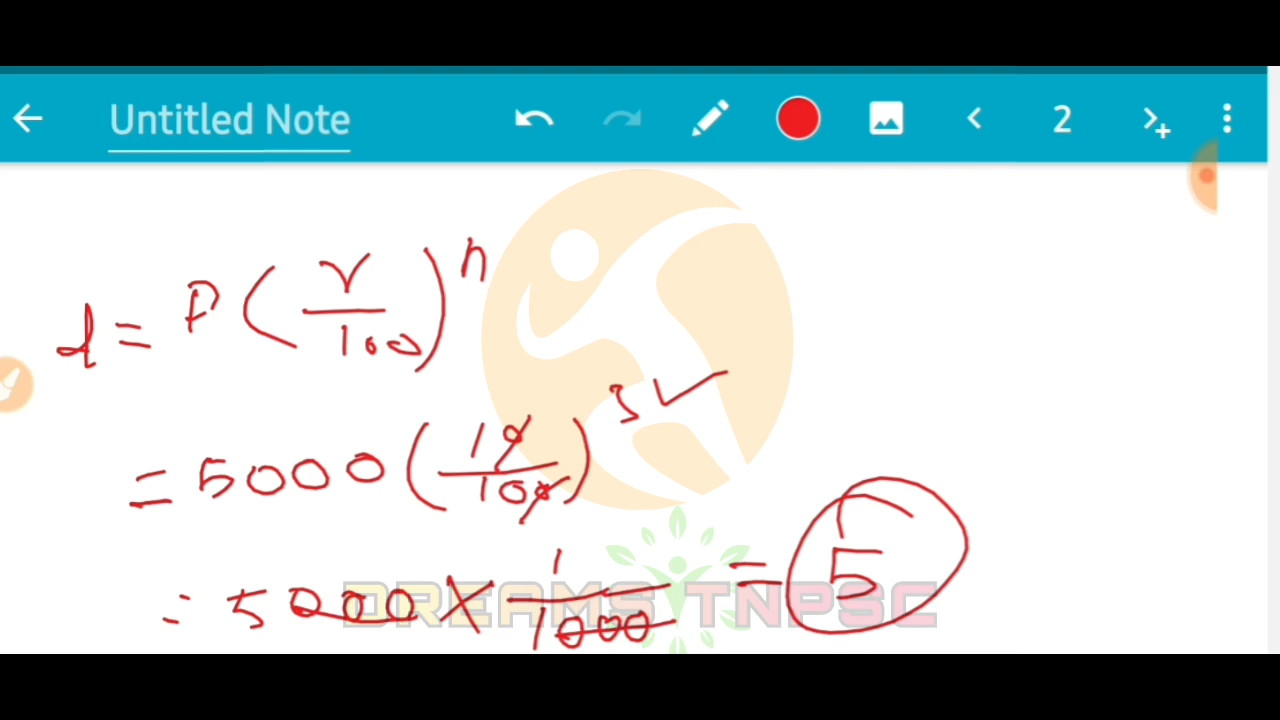 Untitled Note
2
d = P (r/100)^n
= 5000 (10/100)^3 ✓
= 5000 × 1/1000 = 5
DREAMS TNPSC